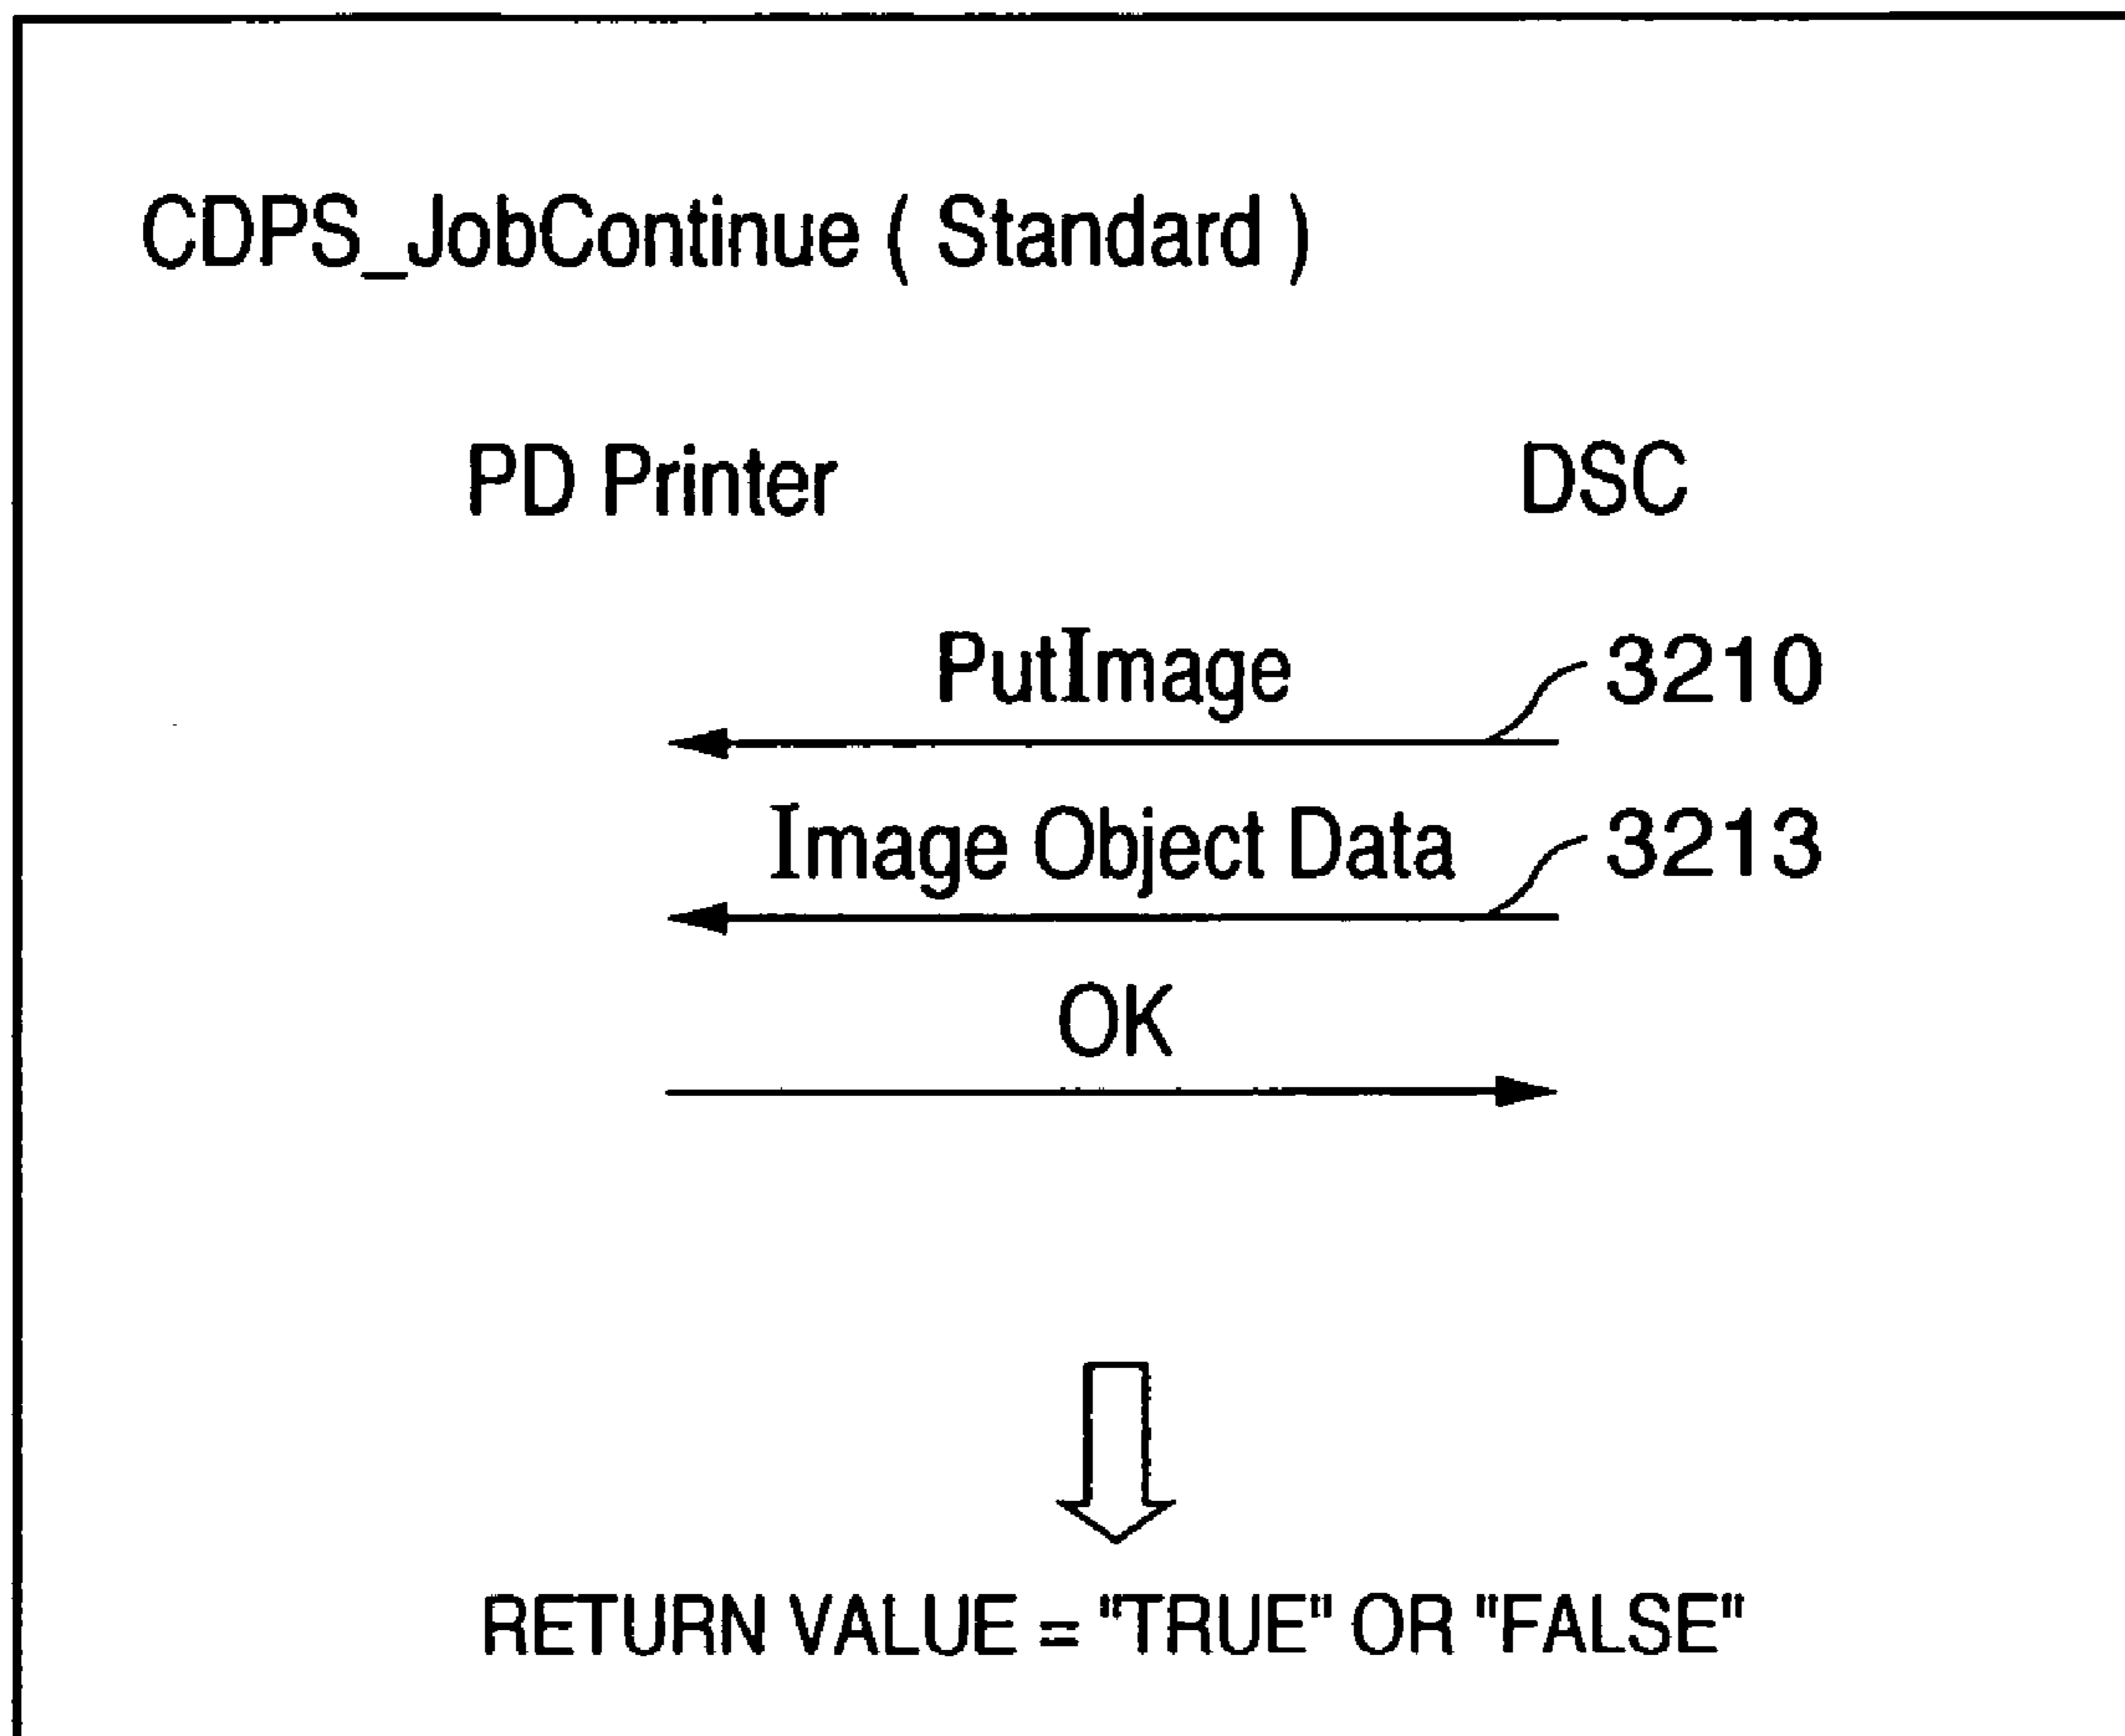 CDPS_JobContinue ( Standard )
PD Printer DSC
PutImage 3210
Image Object Data 3213
OK
RETURN VALUE = "TRUE" OR "FALSE"